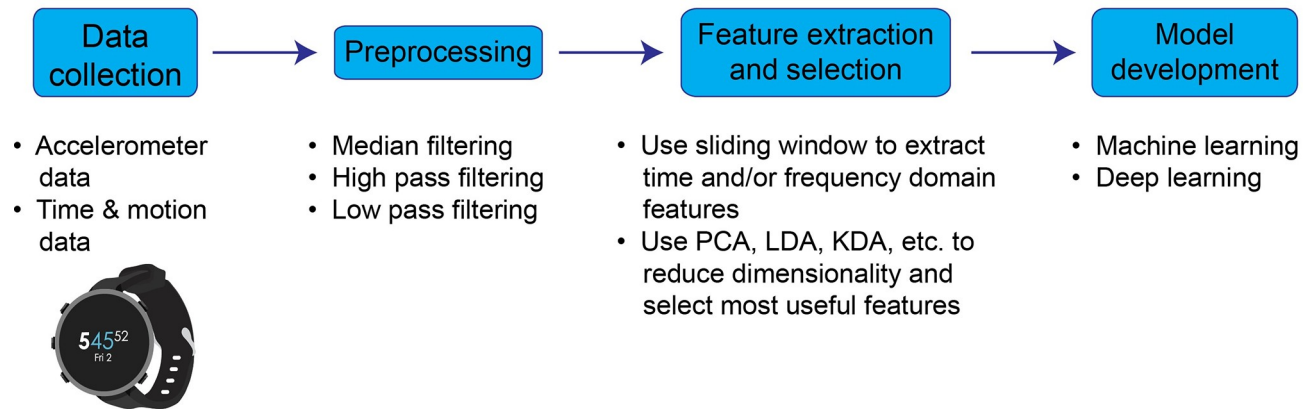 Data
collection
Preprocessing
Feature extraction
and selection
Model
development
• Accelerometer
data
• Time & motion
data
• Median filtering
• High pass filtering
• Low pass filtering
• Use sliding window to extract
time and/or frequency domain
features
• Use PCA, LDA, KDA, etc. to
reduce dimensionality and
select most useful features
• Machine learning
• Deep learning
54552
Fri 2